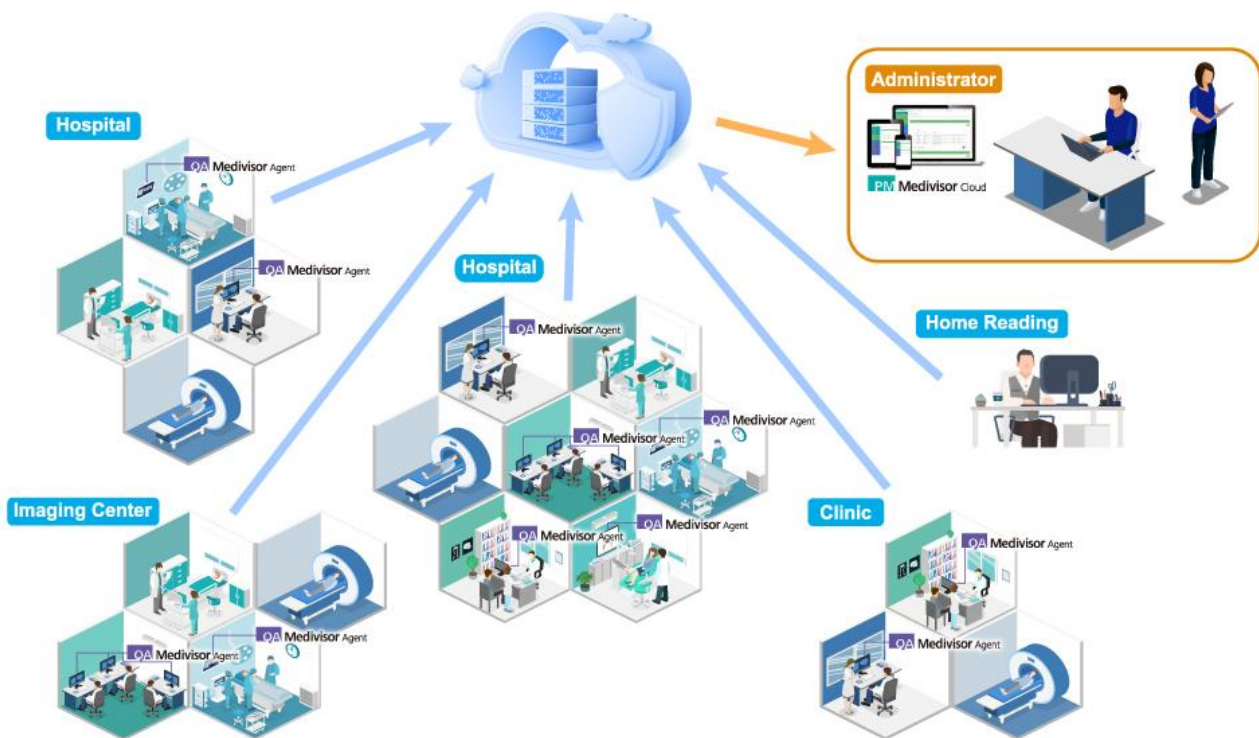 Administrator
PM Medivisor Cloud
Hospital
QA Medivisor Agent
QA Medivisor Agent
Hospital
QA Medivisor Agent
QA Medivisor Agent
QA Medivisor Agent
QA Medivisor Agent
QA Medivisor Agent
Home Reading
Imaging Center
QA Medivisor Agent
QA Medivisor Agent
Clinic
QA Medivisor Agent
QA Medivisor Agent